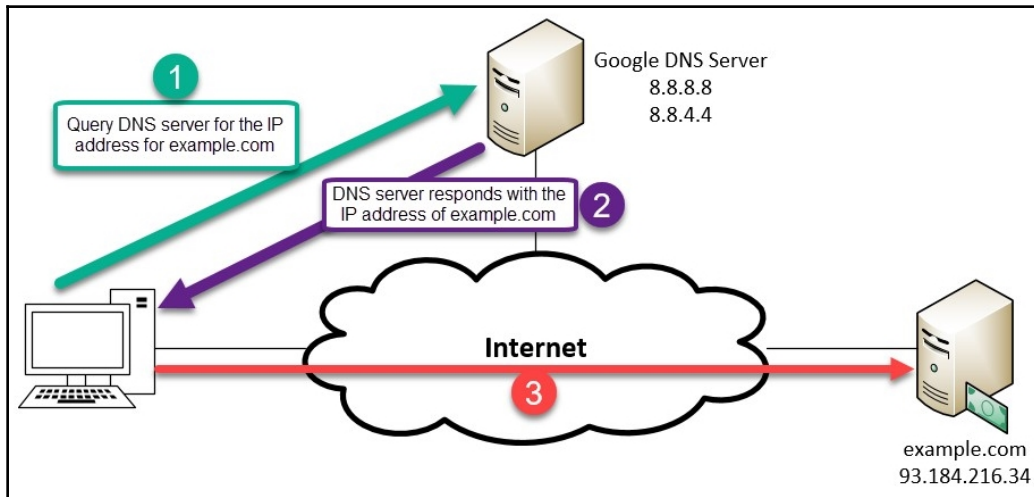 1
Query DNS server for the IP
address for example.com
Google DNS Server
8.8.8.8
8.8.4.4
DNS server responds with the
IP address of example.com
2
Internet
3
example.com
93.184.216.34